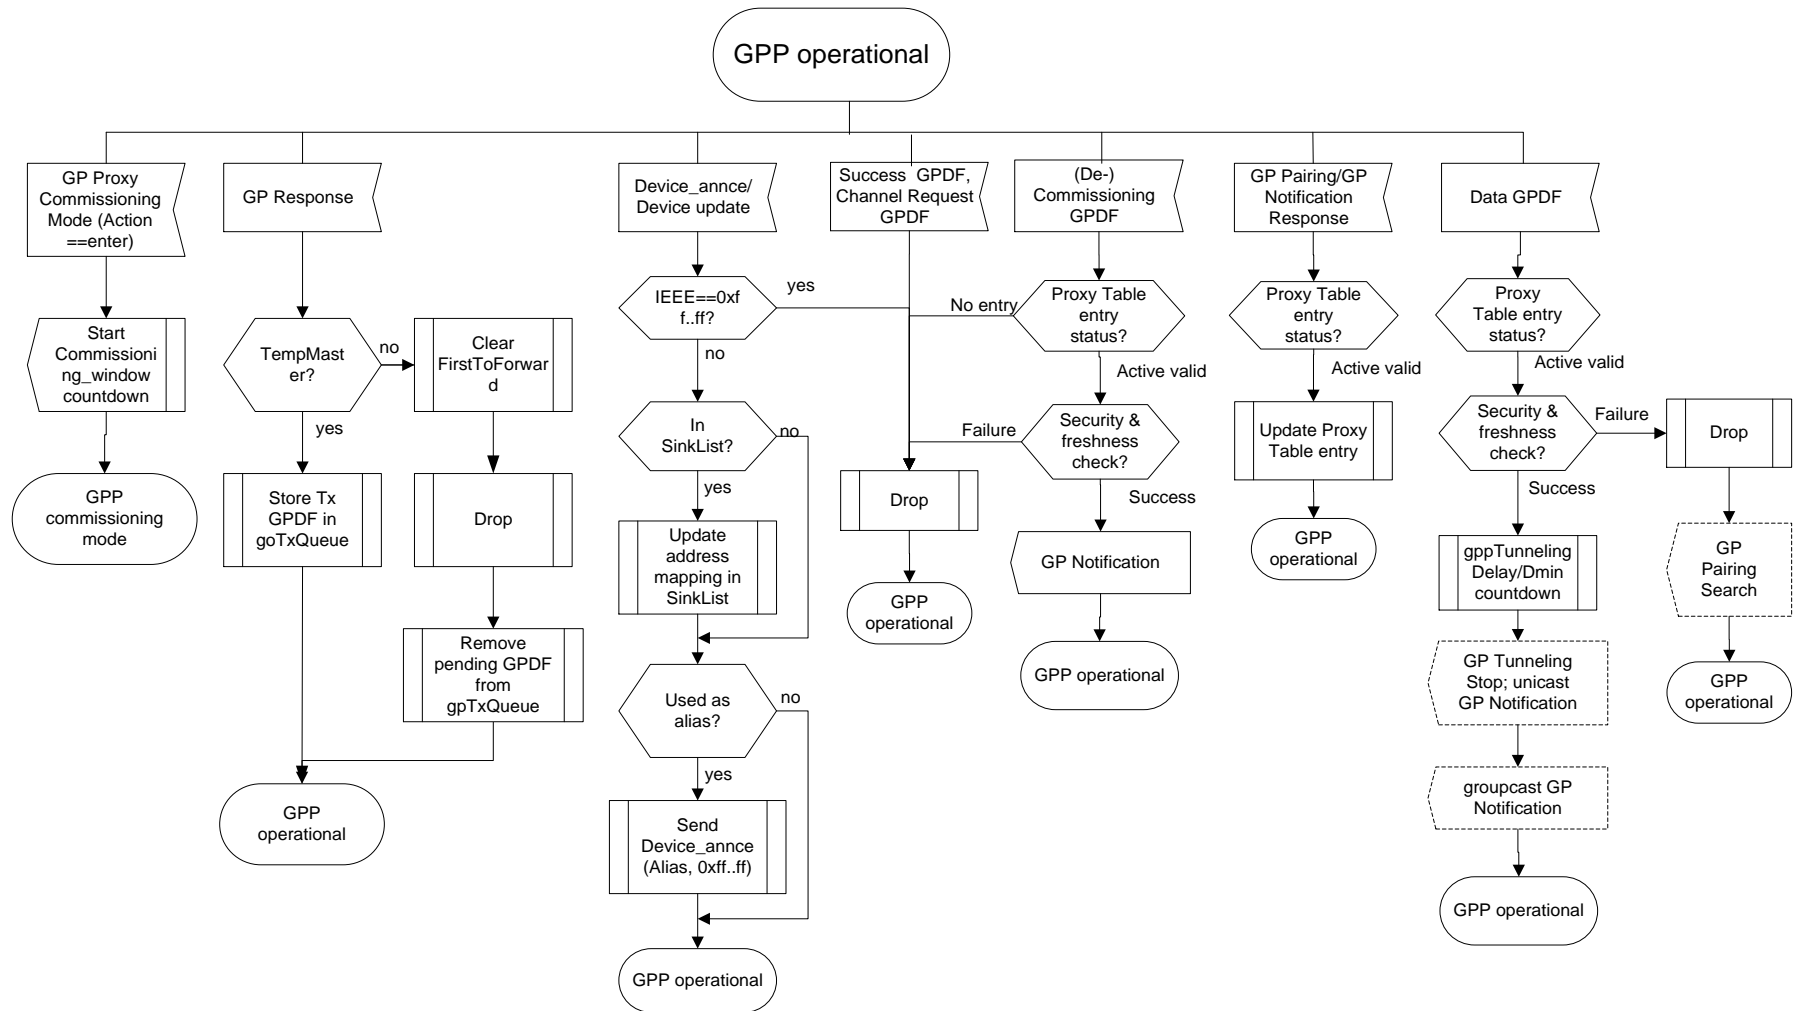 GPP operational
GP Proxy
Commissioning
Mode (Action
==enter)
Start
Commissioni
ng_window
countdown
GPP
commissioning
mode
GP Response
TempMast
er?
no
yes
Clear
FirstToForwar
d
Store Tx
GPDF in
goTxQueue
Drop
Remove
pending GPDF
from
gpTxQueue
GPP
operational
Device_annce/
Device update
IEEE==0xf
f..ff?
yes
no
In
SinkList?
no
yes
Update
address
mapping in
SinkList
Used as
alias?
no
yes
Send
Device_annce
(Alias, 0xff..ff)
GPP operational
Success  GPDF,
Channel Request
GPDF
Drop
GPP
operational
(De-)
Commissioning
GPDF
No entry
Proxy Table
entry
status?
Active valid
Failure
Security &
freshness
check?
Success
GP Notification
GPP operational
GP Pairing/GP
Notification
Response
Proxy Table
entry
status?
Active valid
Update Proxy
Table entry
GPP
operational
Data GPDF
Proxy
Table entry
status?
Active valid
Security &
freshness
check?
Failure
Success
gppTunneling
Delay/Dmin
countdown
GP Tunneling
Stop; unicast
GP Notification
groupcast GP
Notification
GPP operational
Drop
GP
Pairing
Search
GPP
operational